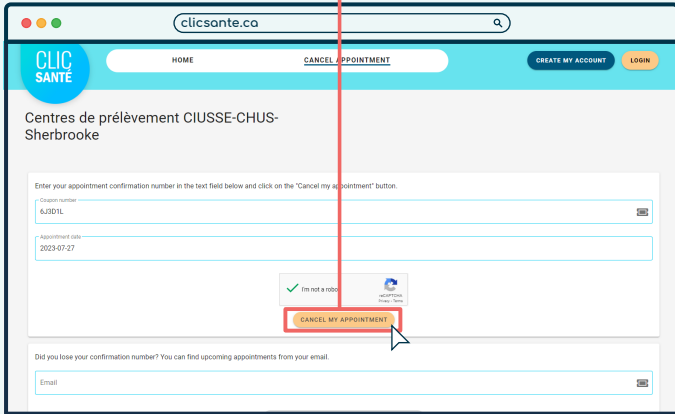 clicsante.ca
CLIC
SANTÉ
HOME
CANCEL APPOINTMENT
CREATE MY ACCOUNT
LOGIN
Centres de prélèvement CIUSSE-CHUS-
Sherbrooke
Enter your appointment confirmation number in the text field below and click on the "Cancel my appointment" button.
Coupon number
6J3D1L
Appointment date
2023-07-27
I'm not a robot
reCAPTCHA
Privacy - Terms
CANCEL MY APPOINTMENT
Did you lose your confirmation number? You can find upcoming appointments from your email.
Email